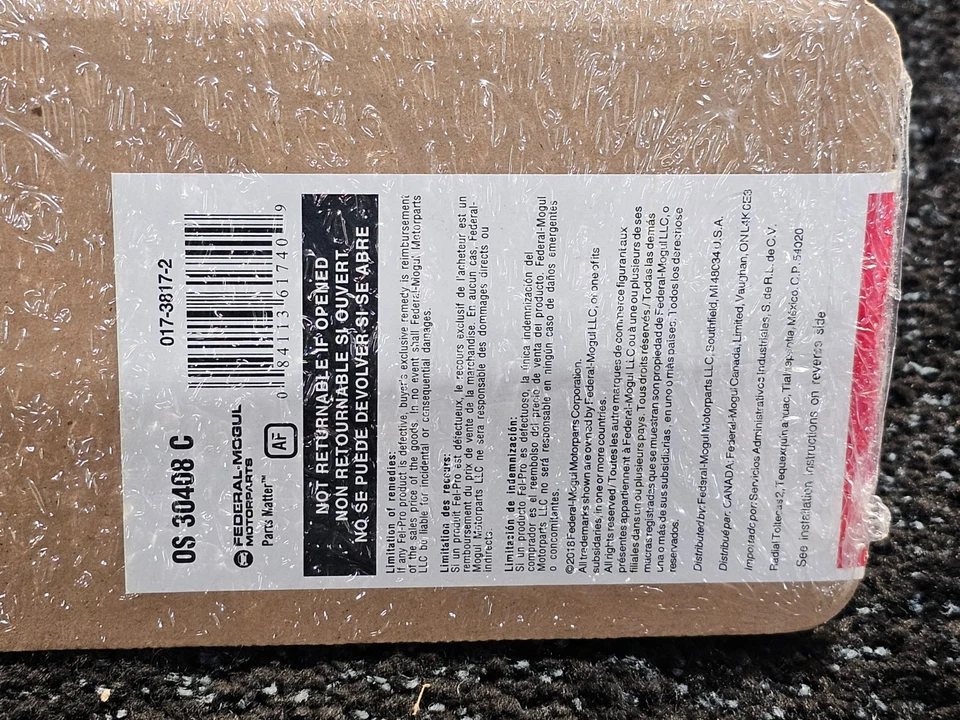 OS 30408 C
017-3817-2
FEDERAL-MOGUL
MOTORPARTS
Parts Matter™
AF
0 84113 61740 9
NOT RETURNABLE IF OPENED
NON RETOURNABLE SI OUVERT
NO SE PUEDE DEVOLVER SI SE ABRE
Limitation of remedies:
If any Fel-Pro product is defective, buyer's exclusive remedy is reimbursement
of the sales price of the goods. In no event shall Federal-Mogul Motorparts
LLC be liable for incidental or consequential damages.
Limitation des recours:
Si un produit Fel-Pro est défectueux, le recours exclusif de l'acheteur est un
remboursement du prix de vente de la marchandise. En aucun cas, Federal-
Mogul Motorparts LLC ne sera responsable des dommages directs ou
indirects.
Limitación de indemnización:
Si un producto Fel-Pro es defectuoso, la única indemnización del
comprador es el reembolso del precio de venta del producto. Federal-Mogul
Motorparts LLC no será responsable en ningún caso de daños emergentes
o concomitantes.
©2018 Federal-Mogul Motorparts Corporation.
All trademarks shown are owned by Federal-Mogul LLC, or one of its
subsidiaries, in one or more countries.
All rights reserved / Toutes les autre marques de commerce figurant aux
présentes appartiennent à Federal-Mogul LLC ou à une ou plusieurs de ses
filiales dans un ou plusieurs pays. Tous droits réservés. / Todas las demás
marcas registradas que se muestran son propiedad de Federal-Mogul LLC, o
una o más de sus subsidiarias, en uno o más países. Todos los derechos
reservados.
Distributed by: Federal-Mogul Motorparts LLC, Southfield, MI 48034 U.S.A.
Distribué par: CANADA: Federal-Mogul Canada Limited, Vaughan, ON L4K
Importado por: Servicios Administrativos Industriales, S. de R.L. de C.V.
Radial Toltecas 2, Tequexquinahuac, Tlalnepantla, México. C.P. 54020
See installation instructions on reverse side